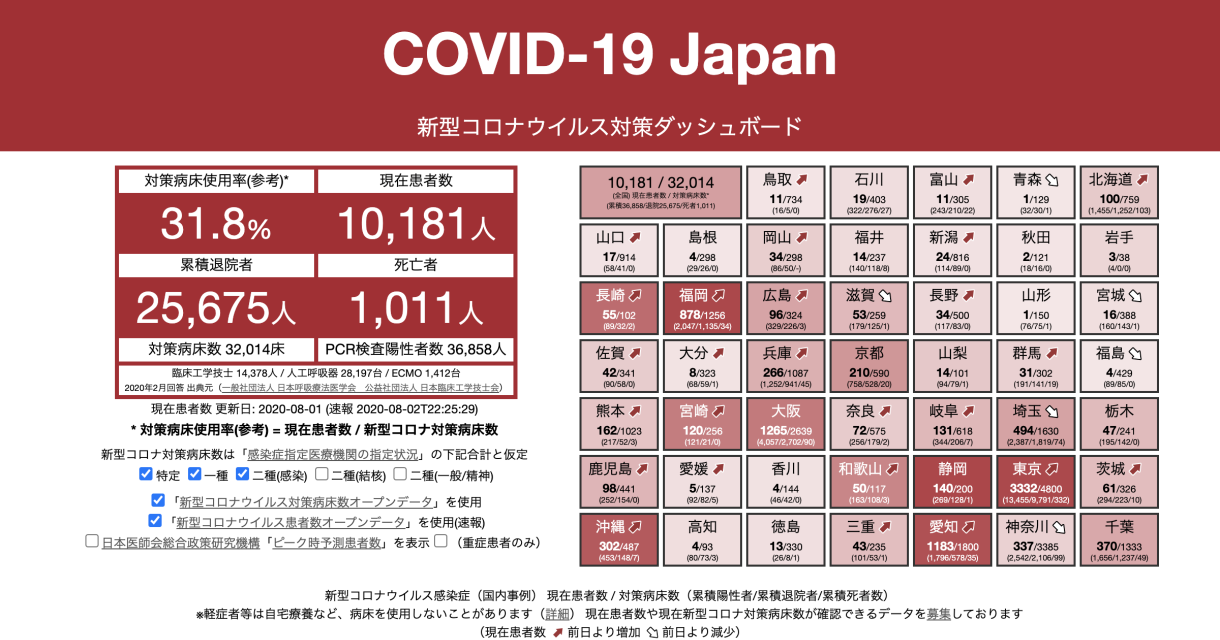 COVID-19 Japan
新型コロナウイルス対策ダッシュボード
対策病床使用率(参考)*
現在患者数
31.8%
10,181人
累積退院者
死亡者
25,675人
1,011人
対策病床数 32,014床
PCR検査陽性者数 36,858人
臨床工学技士 14,378人 / 人工呼吸器 28,197台 / ECMO 1,412台
2020年2月回答 出典元（一般社団法人 日本呼吸療法医学会　公益社団法人 日本臨床工学技士会）
現在患者数 更新日: 2020-08-01 (速報 2020-08-02T22:25:29)
* 対策病床使用率(参考) = 現在患者数 / 新型コロナ対策病床数
新型コロナウイルス対策病床数は「感染症指定医療機関の指定状況」の下記合計と仮定
特定 一種 二種(感染) 二種(結核) 二種(一般/精神)
「新型コロナウイルス対策病床数オープンデータ」を使用
「新型コロナウイルス患者数オープンデータ」を使用(速報)
日本医師会総合政策研究機構「ピーク時予測患者数」を表示 （重症患者のみ）
10,181 / 32,014
(全国) 現在患者数 / 対策病床数*
(累積36,858/退院25,675/死者1,011)
鳥取
11/734
(16/5/0)
石川
19/403
(322/276/27)
富山
11/305
(243/210/22)
青森
1/129
(32/30/1)
北海道
100/759
(1,455/1,252/103)
山口
17/914
(58/41/0)
島根
4/298
(29/26/0)
岡山
34/298
(86/50/-)
福井
14/237
(140/118/8)
新潟
24/816
(114/89/0)
秋田
2/121
(18/16/0)
岩手
3/38
(4/0/0)
長崎
55/102
(89/32/2)
福岡
878/1256
(2,047/1,135/34)
広島
96/324
(329/226/3)
滋賀
53/259
(179/125/1)
長野
34/500
(117/83/0)
山形
1/150
(76/75/1)
宮城
16/388
(160/143/1)
佐賀
42/341
(90/58/0)
大分
8/323
(68/59/1)
兵庫
266/1087
(1,252/941/45)
京都
210/590
(758/528/20)
山梨
14/101
(94/79/1)
群馬
31/302
(191/141/19)
福島
4/429
(89/85/0)
熊本
162/1023
(217/52/3)
宮崎
120/256
(121/21/0)
大阪
1265/2639
(4,057/2,702/90)
奈良
72/575
(256/179/2)
岐阜
131/618
(344/206/7)
埼玉
494/1630
(2,387/1,819/74)
栃木
47/241
(195/142/0)
鹿児島
98/441
(252/154/0)
愛媛
5/137
(92/82/5)
香川
4/144
(46/42/0)
和歌山
50/117
(163/108/3)
静岡
140/200
(269/128/1)
東京
3332/4800
(13,455/9,791/332)
茨城
61/326
(294/223/10)
沖縄
302/487
(453/148/7)
高知
4/93
(80/73/3)
徳島
13/330
(26/8/1)
三重
43/235
(101/53/1)
愛知
1183/1800
(1,796/578/35)
神奈川
337/3385
(2,542/2,106/99)
千葉
370/1333
(1,656/1,237/49)
新型コロナウイルス感染症（国内事例） 現在患者数 / 対策病床数（累積陽性者/累積退院者/累積死者数）
※軽症者等は自宅療養など、病床を使用しないことがあります（詳細） 現在患者数や現在新型コロナ対策病床数が確認できるデータを募集しております
（現在患者数 前日より増加 前日より減少）